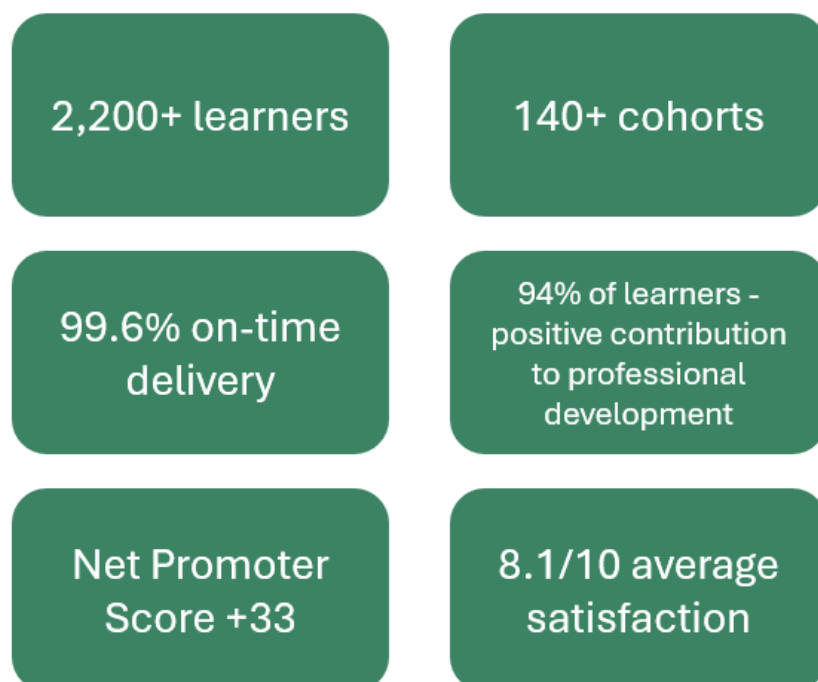 2,200+ learners
140+ cohorts
99.6% on-time
delivery
94% of learners -
positive contribution
to professional
development
Net Promoter
Score +33
8.1/10 average
satisfaction